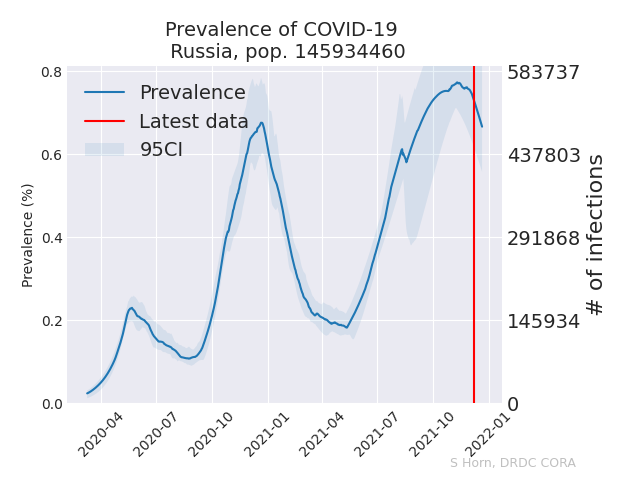 Prevalence of COVID-19
Russia, pop. 145934460
Prevalence
Latest data
95CI
Prevalence (%)
0.8
0.6
0.4
0.2
0.0
583737
437803
291868
145934
0
# of infections
2020-04
2020-07
2020-10
2021-01
2021-04
2021-07
2021-10
2022-01
S Horn, DRDC CORA